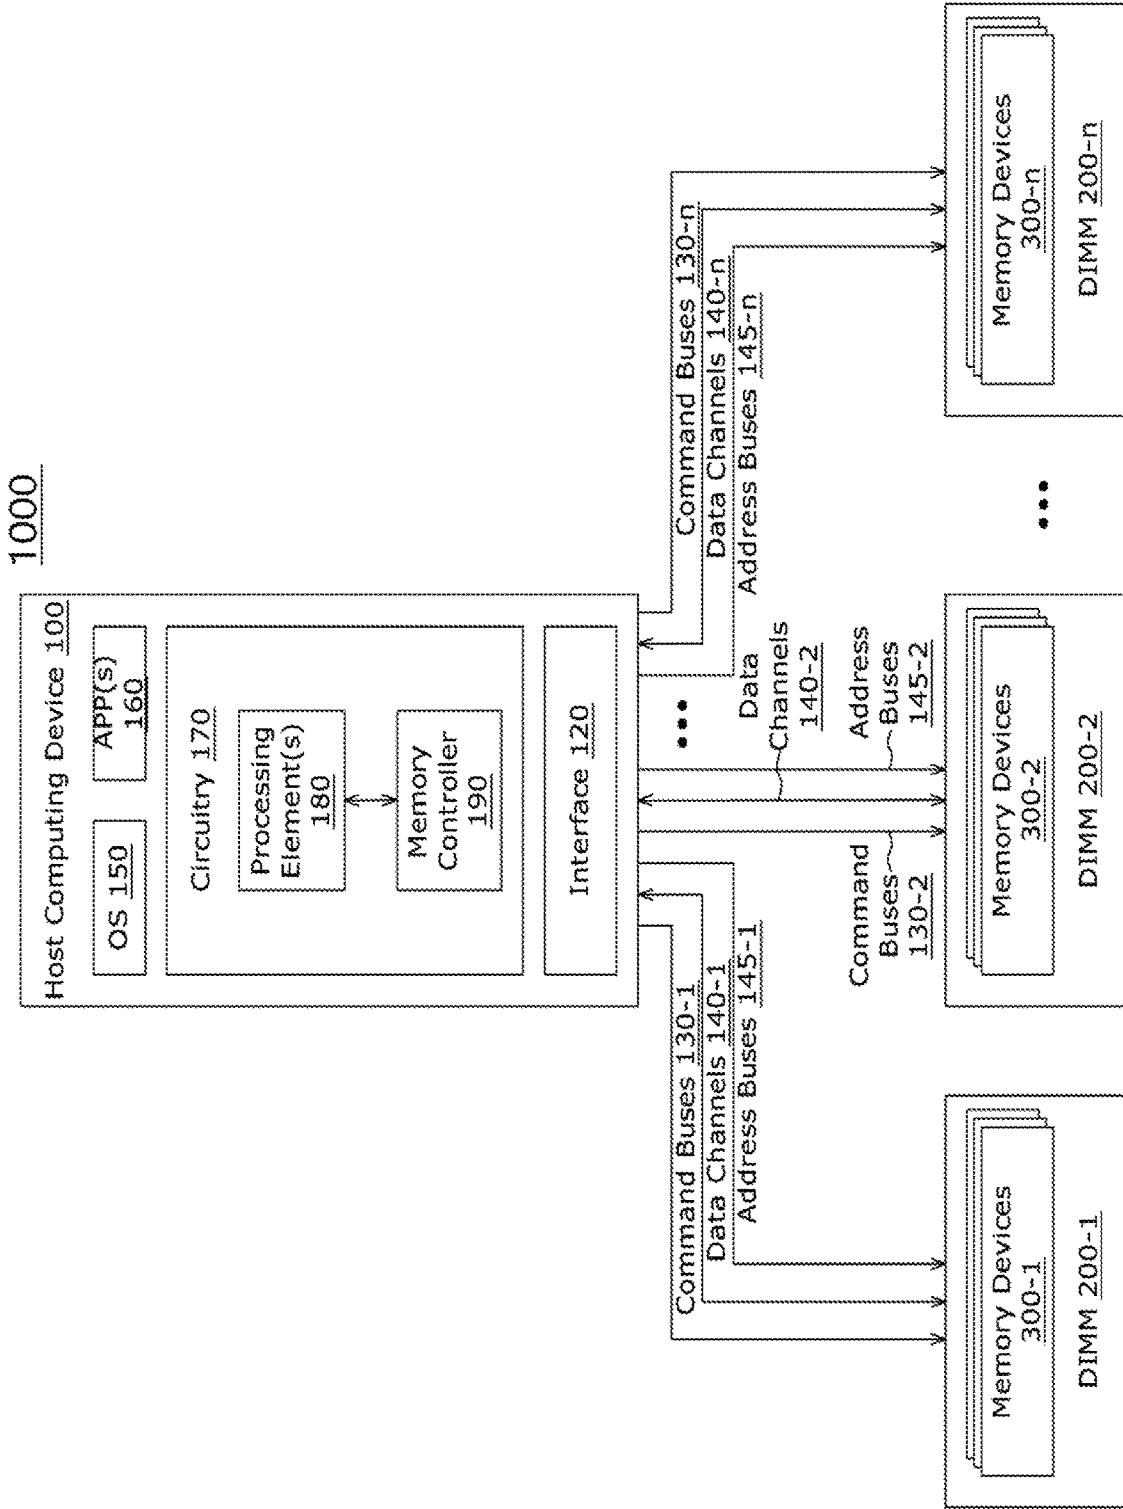 1000
Host Computing Device 100
OS 150
APP(s)
160
Circuitry 170
Processing
Element(s)
180
Memory
Controller
190
Interface 120
Command Buses 130-1
Data Channels 140-1
Address Buses 145-1
Command
Buses
130-2
Data
Channels
140-2
Address
Buses
145-2
Command Buses 130-n
Data Channels 140-n
Address Buses 145-n
Memory Devices
300-1
DIMM 200-1
Memory Devices
300-2
DIMM 200-2
Memory Devices
300-n
DIMM 200-n